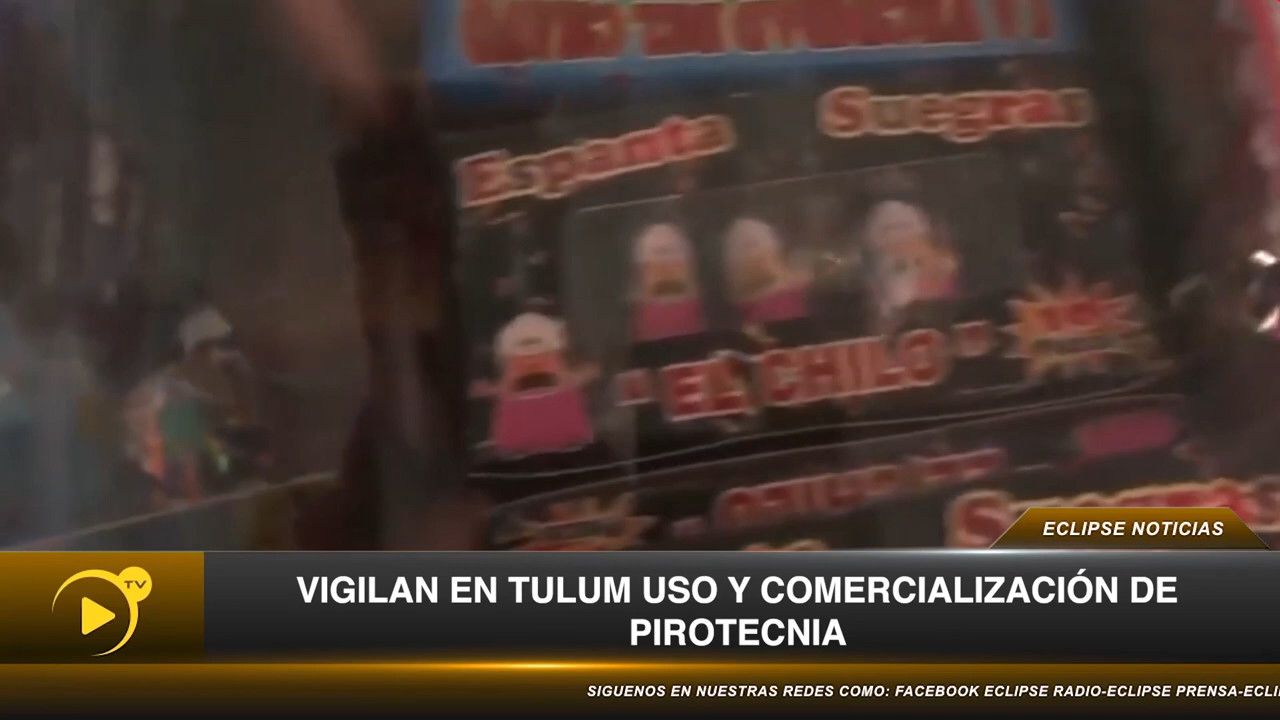 Espanta Suegras
"EL CHILO"
ECLIPSE NOTICIAS
TV
VIGILAN EN TULUM USO Y COMERCIALIZACIÓN DE
PIROTECNIA
SIGUENOS EN NUESTRAS REDES COMO: FACEBOOK ECLIPSE RADIO-ECLIPSE PRENSA-ECLI